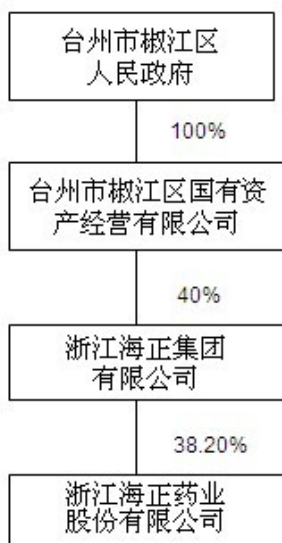 台州市椒江区
人民政府
100%
台州市椒江区国有资
产经营有限公司
40%
浙江海正集团
有限公司
38.20%
浙江海正药业
股份有限公司